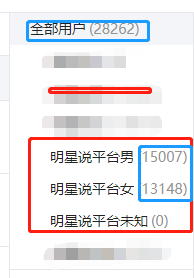 全部用户 (28262)
明星说平台男 15007)
明星说平台女 13148)
明星说平台未知 (0)